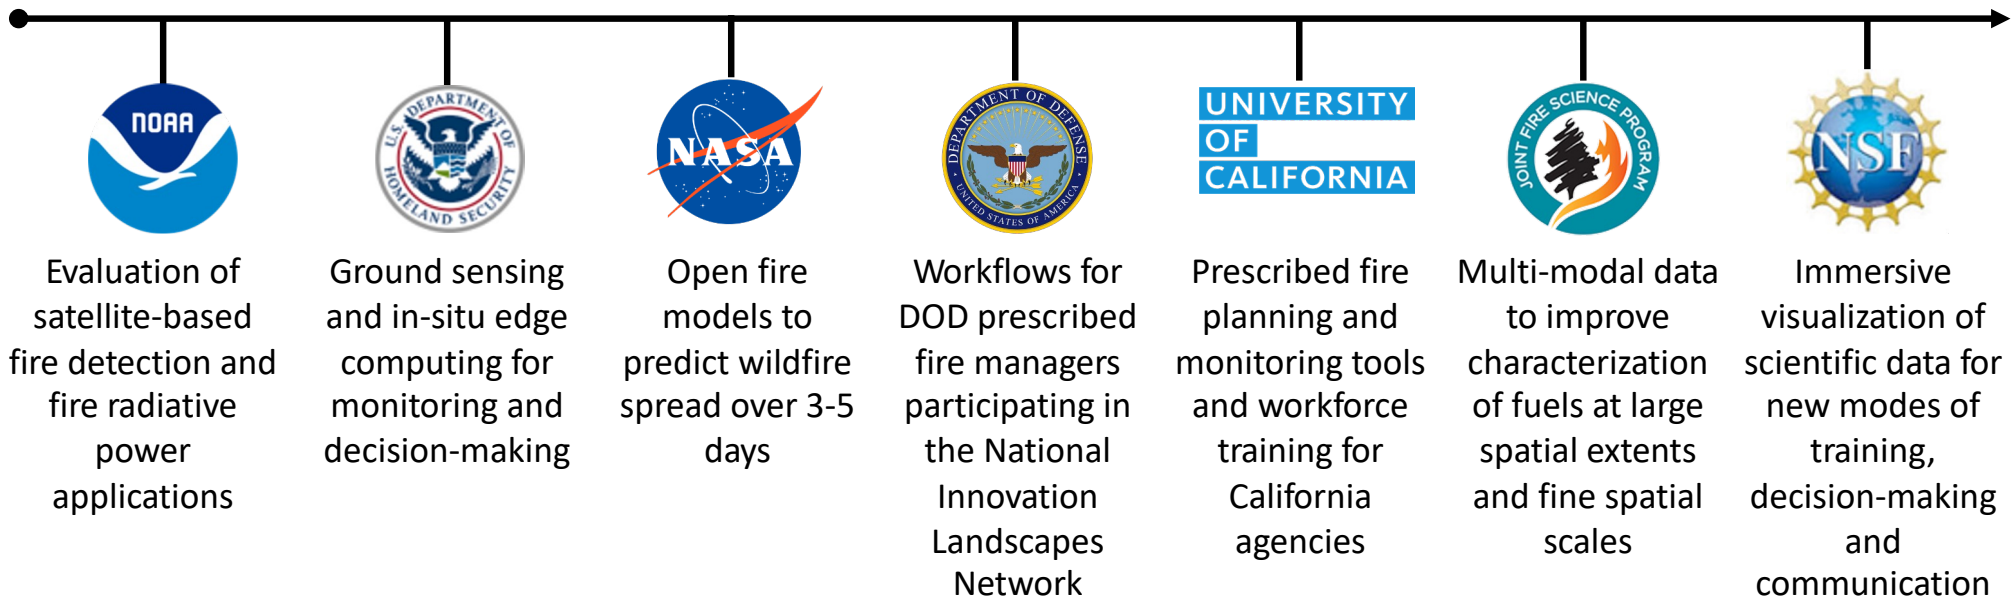 NOAA
U.S. DEPARTMENT OF
HOMELAND SECURITY
NASA
DEPARTMENT OF DEFENSE
UNITED STATES OF AMERICA
UNIVERSITY
OF
CALIFORNIA
JOINT FIRE SCIENCE PROGRAM
NSF
Evaluation of
satellite-based
fire detection and
fire radiative
power
applications
Ground sensing
and in-situ edge
computing for
monitoring and
decision-making
Open fire
models to
predict wildfire
spread over 3-5
days
Workflows for
DOD prescribed
fire managers
participating in
the National
Innovation
Landscapes
Network
Prescribed fire
planning and
monitoring tools
and workforce
training for
California
agencies
Multi-modal data
to improve
characterization
of fuels at large
spatial extents
and fine spatial
scales
Immersive
visualization of
scientific data for
new modes of
training,
decision-making
and
communication